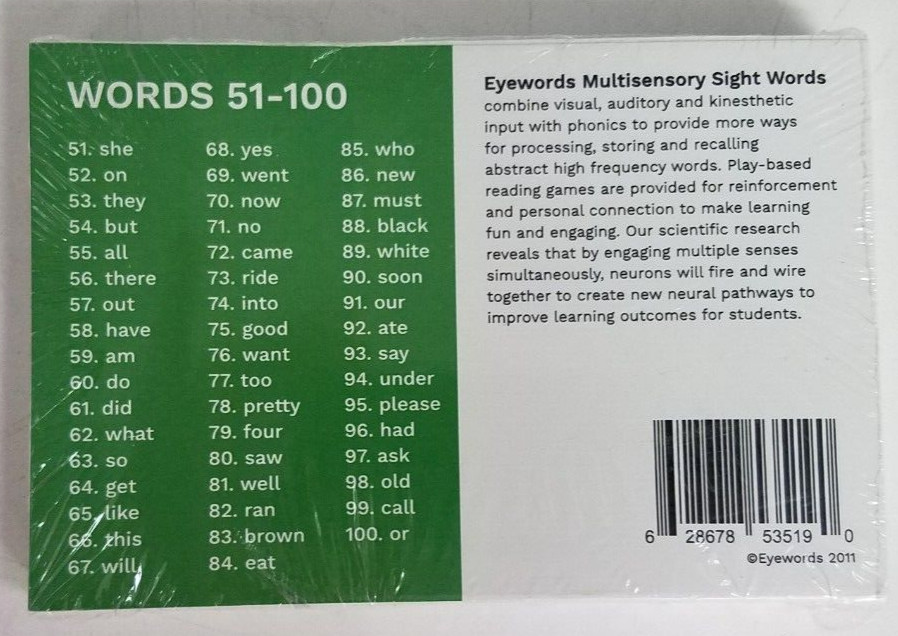 WORDS 51-100
51. she
52. on
53. they
54. but
55. all
56. there
57. out
58. have
59. am
60. do
61. did
62. what
63. so
64. get
65. like
66. this
67. will
68. yes
69. went
70. now
71. no
72. came
73. ride
74. into
75. good
76. want
77. too
78. pretty
79. four
80. saw
81. well
82. ran
83. brown
84. eat
85. who
86. new
87. must
88. black
89. white
90. soon
91. our
92. ate
93. say
94. under
95. please
96. had
97. ask
98. old
99. call
100. or
Eyewords Multisensory Sight Words
combine visual, auditory and kinesthetic
input with phonics to provide more ways
for processing, storing and recalling
abstract high frequency words. Play-based
reading games are provided for reinforcement
and personal connection to make learning
fun and engaging. Our scientific research
reveals that by engaging multiple senses
simultaneously, neurons will fire and wire
together to create new neural pathways to
improve learning outcomes for students.
6 28678 53519 0
©Eyewords 2011